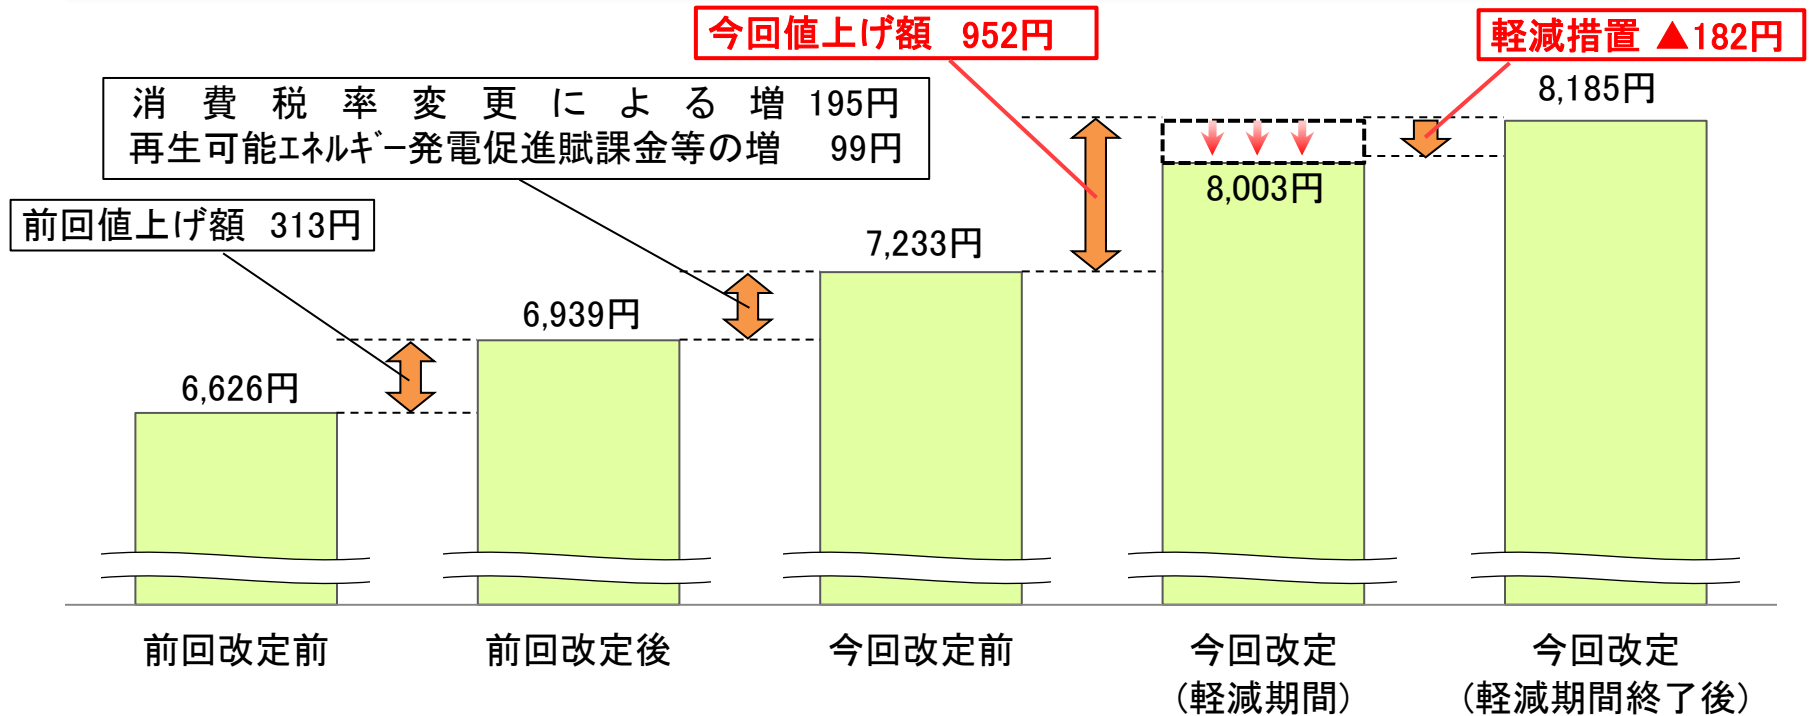 今回値上げ額 952円
軽減措置 ▲182円
8,185円
消費税率変更による増 195円
再生可能ｴﾈﾙｷﾞｰ発電促進賦課金等の増 99円
8,003円
前回値上げ額 313円
7,233円
6,939円
6,626円
前回改定前
前回改定後
今回改定前
今回改定
(軽減期間)
今回改定
(軽減期間終了後)